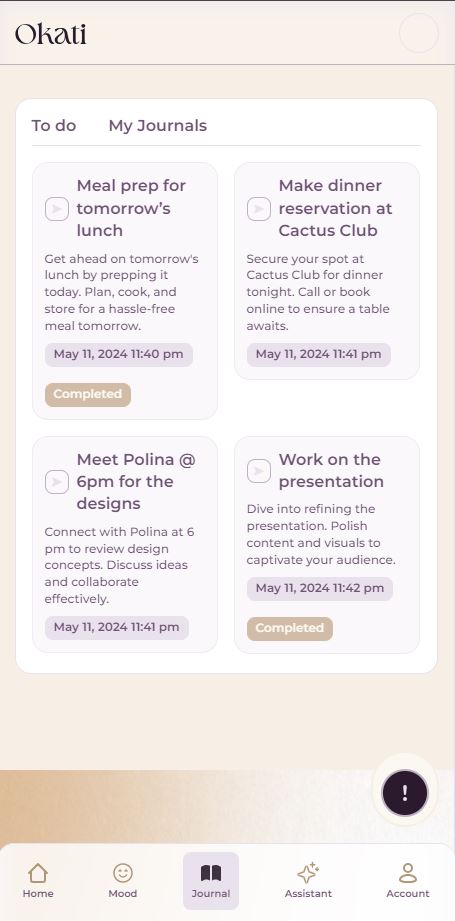 Okati
To do
My Journals
Meal prep for
tomorrow’s
lunch
Get ahead on tomorrow's
lunch by prepping it
today. Plan, cook, and
store for a hassle-free
meal tomorrow.
May 11, 2024 11:40 pm
Completed
Make dinner
reservation at
Cactus Club
Secure your spot at
Cactus Club for dinner
tonight. Call or book
online to ensure a table
awaits.
May 11, 2024 11:41 pm
Meet Polina @
6pm for the
designs
Connect with Polina at 6
pm to review design
concepts. Discuss ideas
and collaborate
effectively.
May 11, 2024 11:41 pm
Work on the
presentation
Dive into refining the
presentation. Polish
content and visuals to
captivate your audience.
May 11, 2024 11:42 pm
Completed
!
Home
Mood
Journal
Assistant
Account